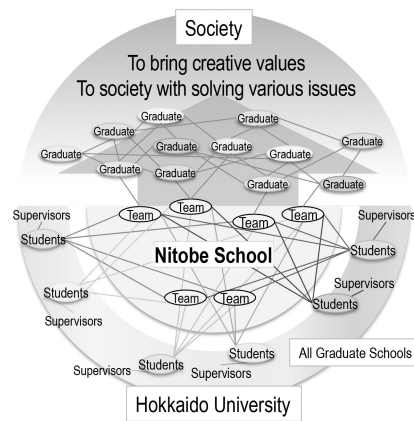 Society
To bring creative values
To society with solving various issues
Graduate
Graduate
Graduate
Graduate
Graduate
Graduate
Graduate
Graduate
Graduate
Graduate
Graduate
Graduate
Team
Team
Team
Team
Supervisors
Students
Supervisors
Students
Nitobe School
Students
Supervisors
Team
Team
Supervisors
Students
Students
Supervisors
Students
Supervisors
All Graduate Schools
Hokkaido University